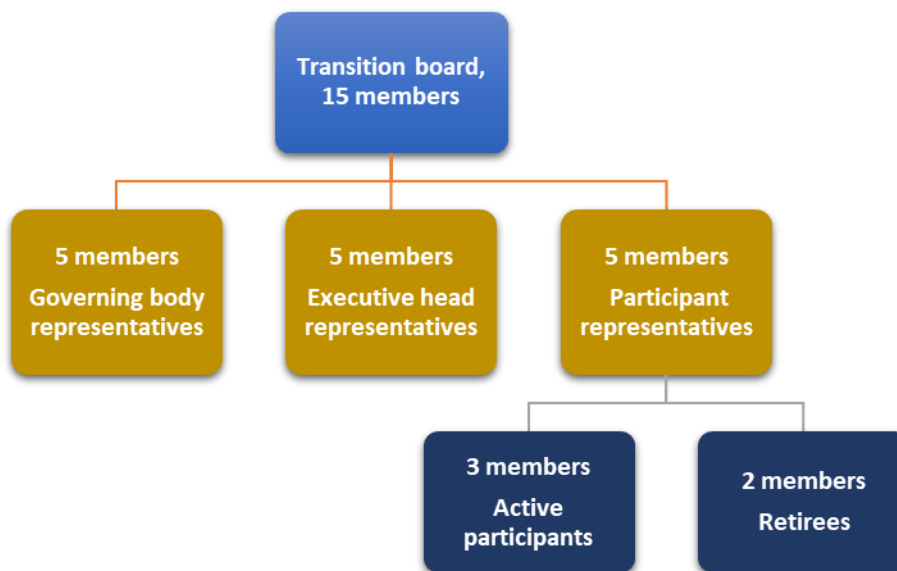 Transition board,
15 members
5 members
Governing body
representatives
5 members
Executive head
representatives
5 members
Participant
representatives
3 members
Active
participants
2 members
Retirees